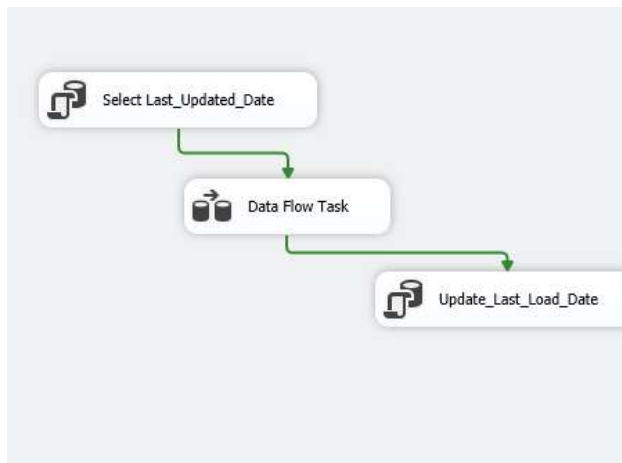 Select Last_Updated_Date
Data Flow Task
Update_Last_Load_Date